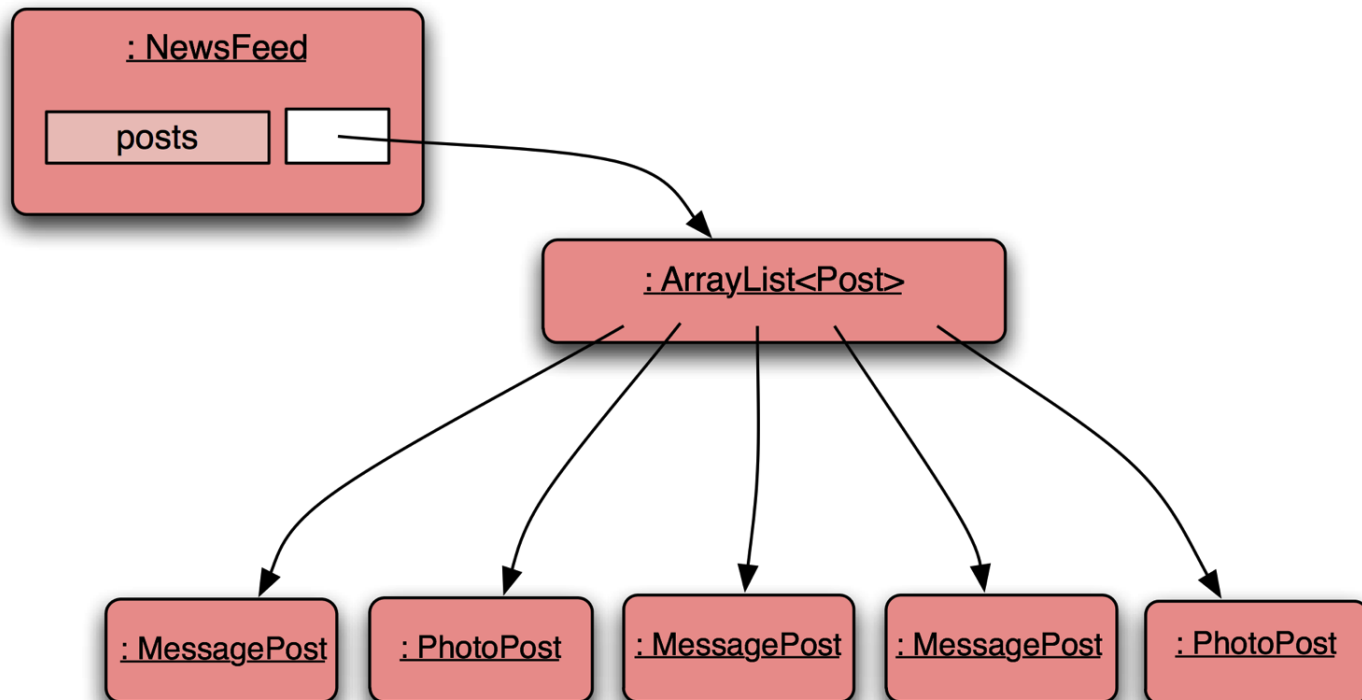 : NewsFeed
posts
: ArrayList<Post>
: MessagePost
: PhotoPost
: MessagePost
: MessagePost
: PhotoPost